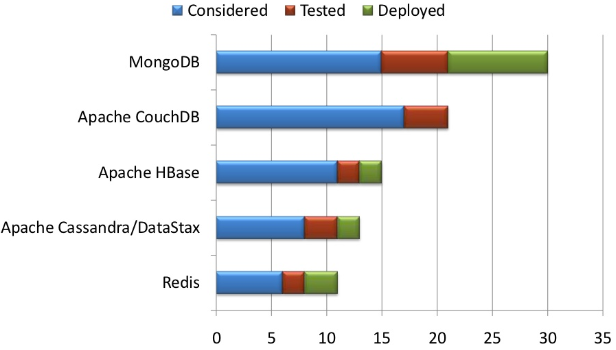 Considered Tested Deployed
MongoDB
Apache CouchDB
Apache HBase
Apache Cassandra/DataStax
Redis
0 5 10 15 20 25 30 35